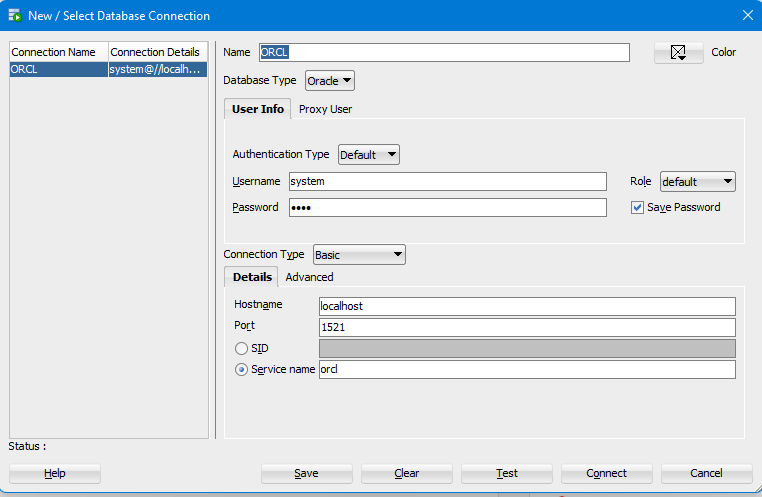 New / Select Database Connection
Connection Name Connection Details
ORCL system@//localh...
Name ORCL Color
Database Type Oracle
User Info Proxy User
Authentication Type Default
Username system Role default
Password •••• Save Password
Connection Type Basic
Details Advanced
Hostname localhost
Port 1521
SID
Service name orcl
Status :
Help Save Clear Test Connect Cancel